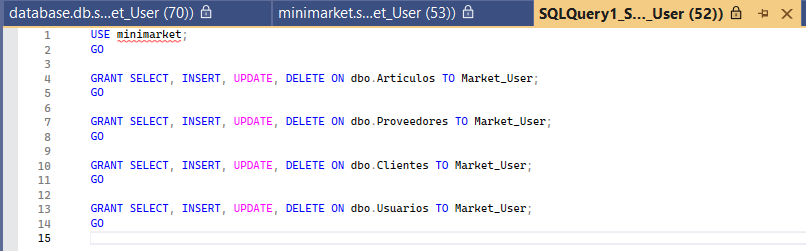 database.db.s...et_User (70))
minimarket.s...et_User (53))
SQLQuery1_S..._User (52))
1 USE minimarket;
2 GO
3
4 GRANT SELECT, INSERT, UPDATE, DELETE ON dbo.Articulos TO Market_User;
5 GO
6
7 GRANT SELECT, INSERT, UPDATE, DELETE ON dbo.Proveedores TO Market_User;
8 GO
9
10 GRANT SELECT, INSERT, UPDATE, DELETE ON dbo.Clientes TO Market_User;
11 GO
12
13 GRANT SELECT, INSERT, UPDATE, DELETE ON dbo.Usuarios TO Market_User;
14 GO
15